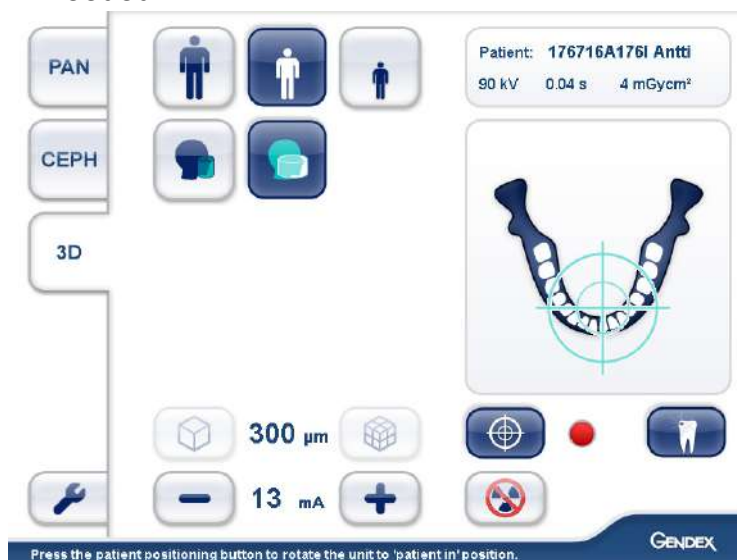 PAN
CEPH
3D
Patient: 176716A176I Antti
90 kV 0.04 s 4 mGycm²
300 µm
13 mA
GENDEX
Press the patient positioning button to rotate the unit to 'patient in' position.